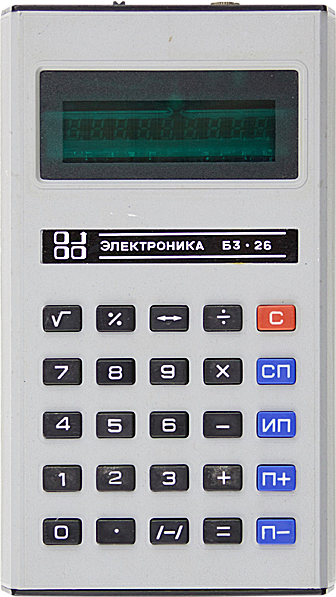 ЭЛЕКТРОНИКА Б3·26
√ % ↔ ÷ C
7 8 9 × СП
4 5 6 − ИП
1 2 3 + П+
0 · /−/ = П−